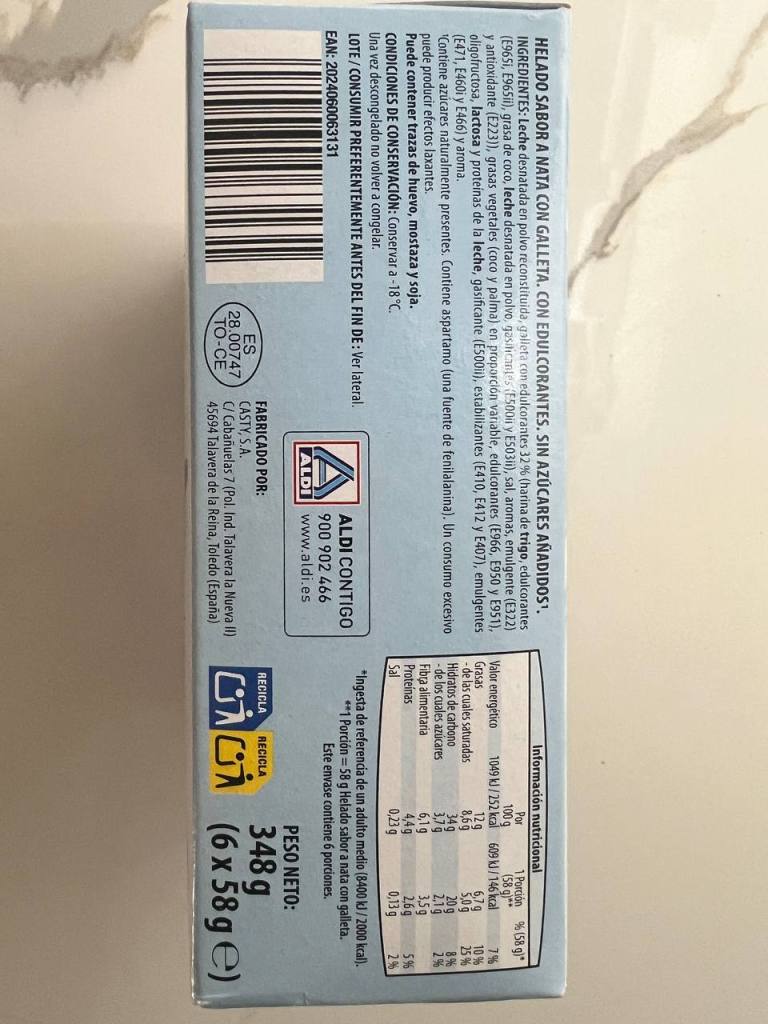 HELADO SABOR A NATA CON GALLETA. CON EDULCORANTES. SIN AZÚCARES AÑADIDOS¹.
INGREDIENTES: Leche desnatada en polvo reconstituida, galleta con edulcorantes 32 % (harina de trigo, edulcorantes
(E965i, E965ii), grasa de coco, leche desnatada en polvo, gasificantes (E500ii y E503ii), sal, aromas, emulgente (E322)
y antioxidante (E223)), grasas vegetales (coco y palma) en proporción variable, edulcorantes (E966, E950 y E951),
oligofructosa, lactosa y proteínas de la leche, gasificante (E500ii), estabilizantes (E410, E412 y E407), emulgentes
(E471, E460i y E466) y aroma.
¹Contiene azúcares naturalmente presentes. Contiene aspartamo (una fuente de fenilalanina). Un consumo excesivo
puede producir efectos laxantes.
Puede contener trazas de huevo, mostaza y soja.
CONDICIONES DE CONSERVACIÓN: Conservar a -18 °C.
Una vez descongelado no volver a congelar.
LOTE / CONSUMIR PREFERENTEMENTE ANTES DEL FIN DE: Ver lateral.
EAN: 2024060063131
ES
28.00747
TO-CE
ALDI
ALDI CONTIGO
900 902 466
www.aldi.es
FABRICADO POR:
CASTY, S.A.
C/ Cabañuelas 7 (Pol. Ind. Talavera la Nueva II)
45694 Talavera de la Reina, Toledo (España)
Información nutricional
Por 100 g 1 Porción (58 g)** % (58 g)*
Valor energético 1049 kJ / 252 kcal 609 kJ / 146 kcal 7 %
Grasas 12 g 6,7 g 10 %
- de las cuales saturadas 8,6 g 5,0 g 25 %
Hidratos de carbono 34 g 20 g 8 %
- de los cuales azúcares 3,7 g 2,1 g 2 %
Fibra alimentaria 6,1 g 3,5 g
Proteínas 4,4 g 2,6 g 5 %
Sal 0,23 g 0,13 g 2 %
*Ingesta de referencia de un adulto medio (8400 kJ / 2000 kcal).
**1 Porción = 58 g Helado sabor a nata con galleta.
Este envase contiene 6 porciones.
RECICLA
RECICLA
PESO NETO:
348g
(6 x 58g ℮)